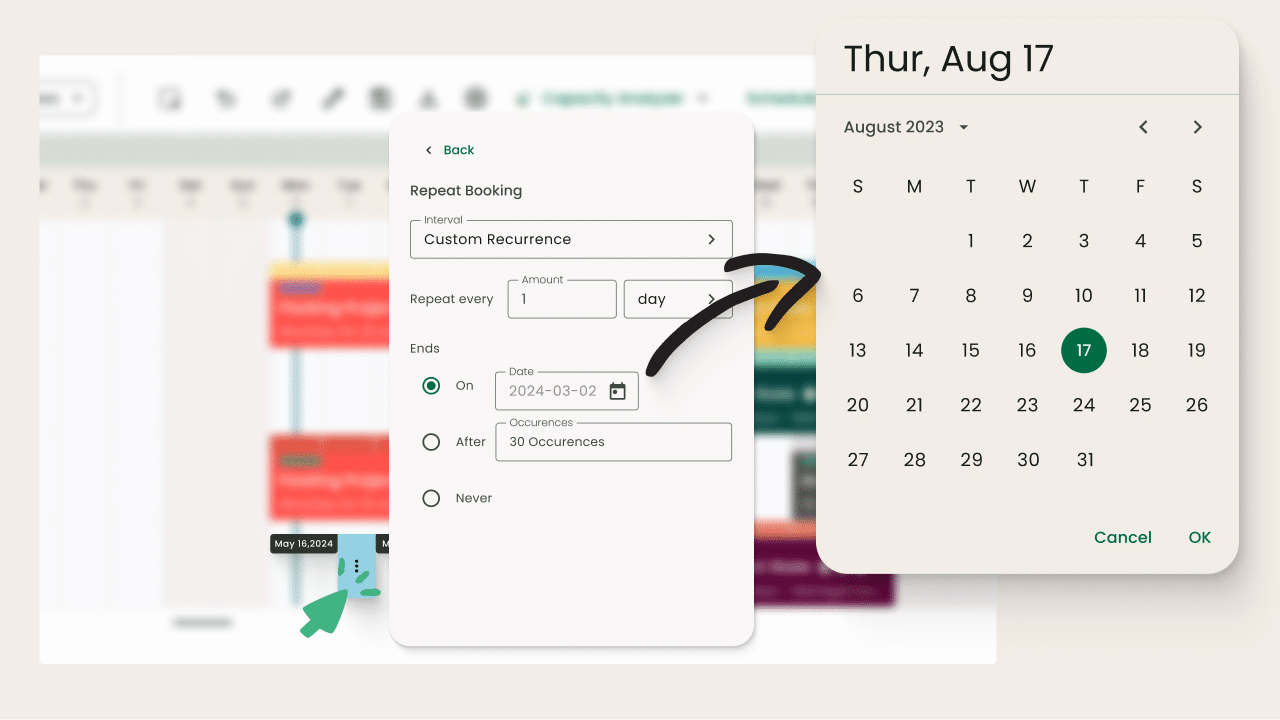 Capacity Analyzer
Back
Repeat Booking
Interval
Custom Recurrence
Repeat every
Amount
1
day
Ends
On
Date
2024-03-02
After
Occurences
30 Occurences
Never
May 16,2024
Thur, Aug 17
August 2023
S M T W T F S
1 2 3 4 5
6 7 8 9 10 11 12
13 14 15 16 17 18 19
20 21 22 23 24 25 26
27 28 29 30 31
Cancel OK